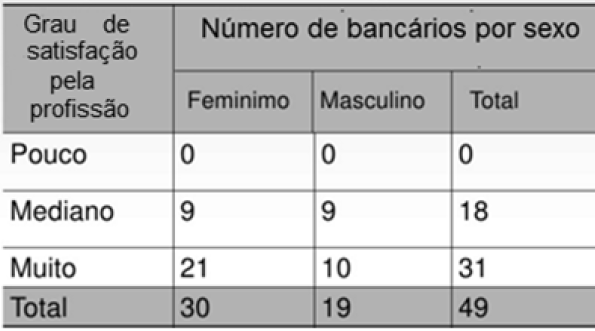 Grau de
satisfação
pela
profissão
Número de bancários por sexo
Feminimo Masculino Total
Pouco 0 0 0
Mediano 9 9 18
Muito 21 10 31
Total 30 19 49